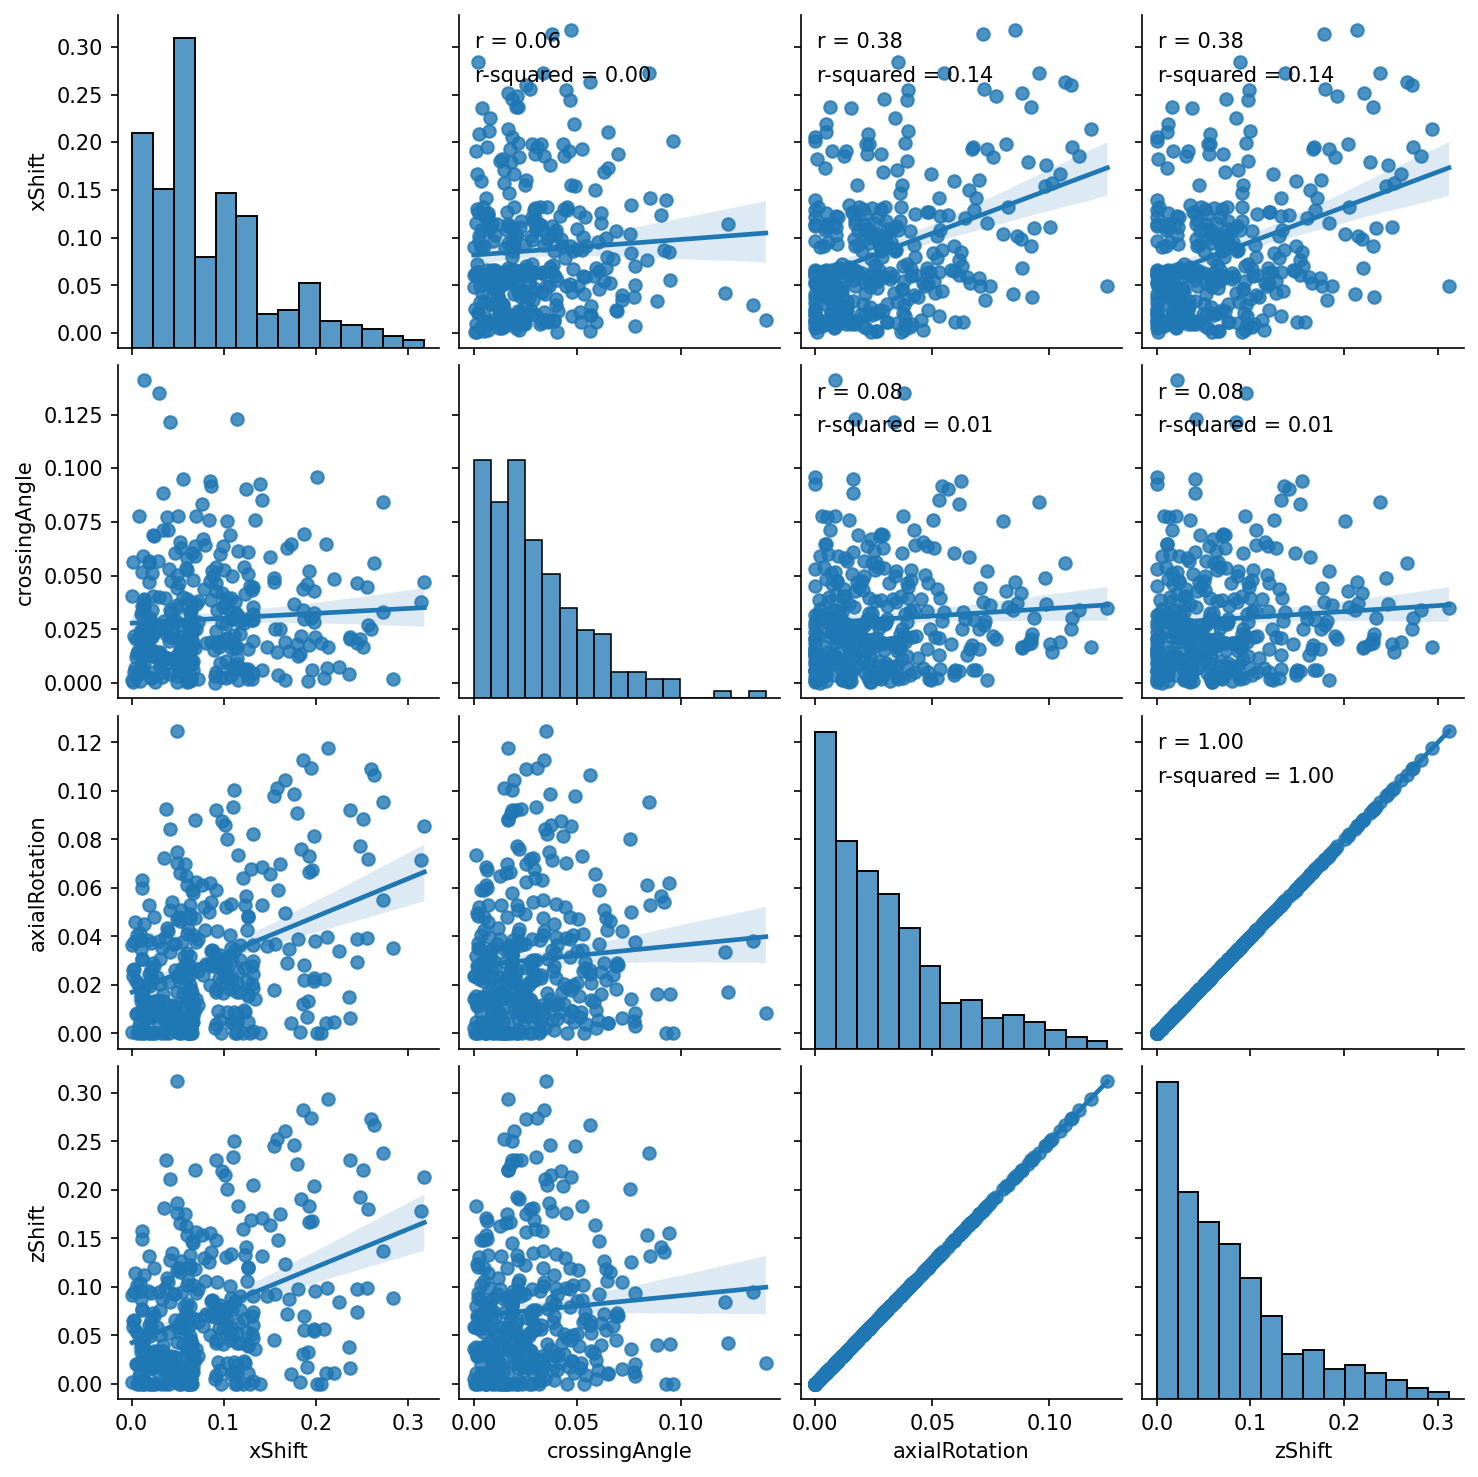 0.30
0.25
0.20
0.15
0.10
0.05
0.00
xShift
r = 0.06
r-squared = 0.00
r = 0.38
r-squared = 0.14
r = 0.38
r-squared = 0.14
0.125
0.100
0.075
0.050
0.025
0.000
crossingAngle
r = 0.08
r-squared = 0.01
r = 0.08
r-squared = 0.01
0.12
0.10
0.08
0.06
0.04
0.02
0.00
axialRotation
r = 1.00
r-squared = 1.00
0.30
0.25
0.20
0.15
0.10
0.05
0.00
zShift
0.0 0.1 0.2 0.3
xShift
0.00 0.05 0.10
crossingAngle
0.00 0.05 0.10
axialRotation
0.0 0.1 0.2 0.3
zShift